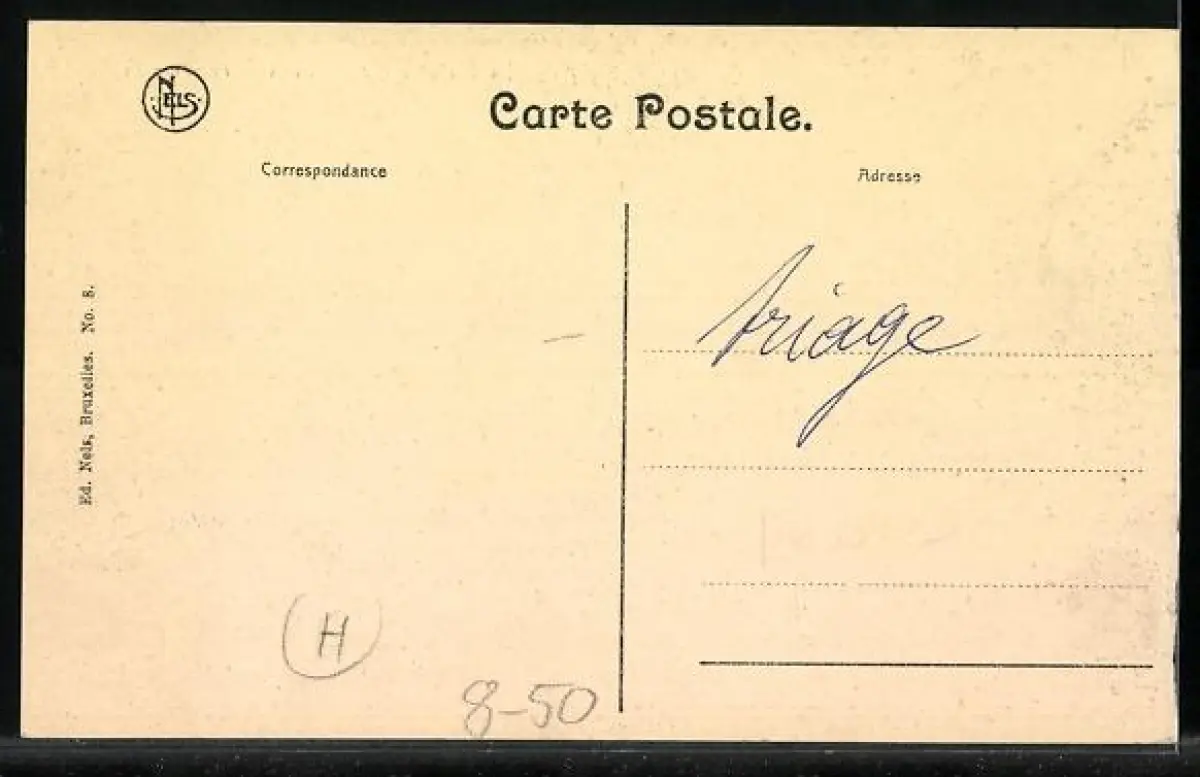 NELS
Carte Postale.
Correspondance
Adresse
Ed. Nels, Bruxelles. No. 8.
triage
H
8-50